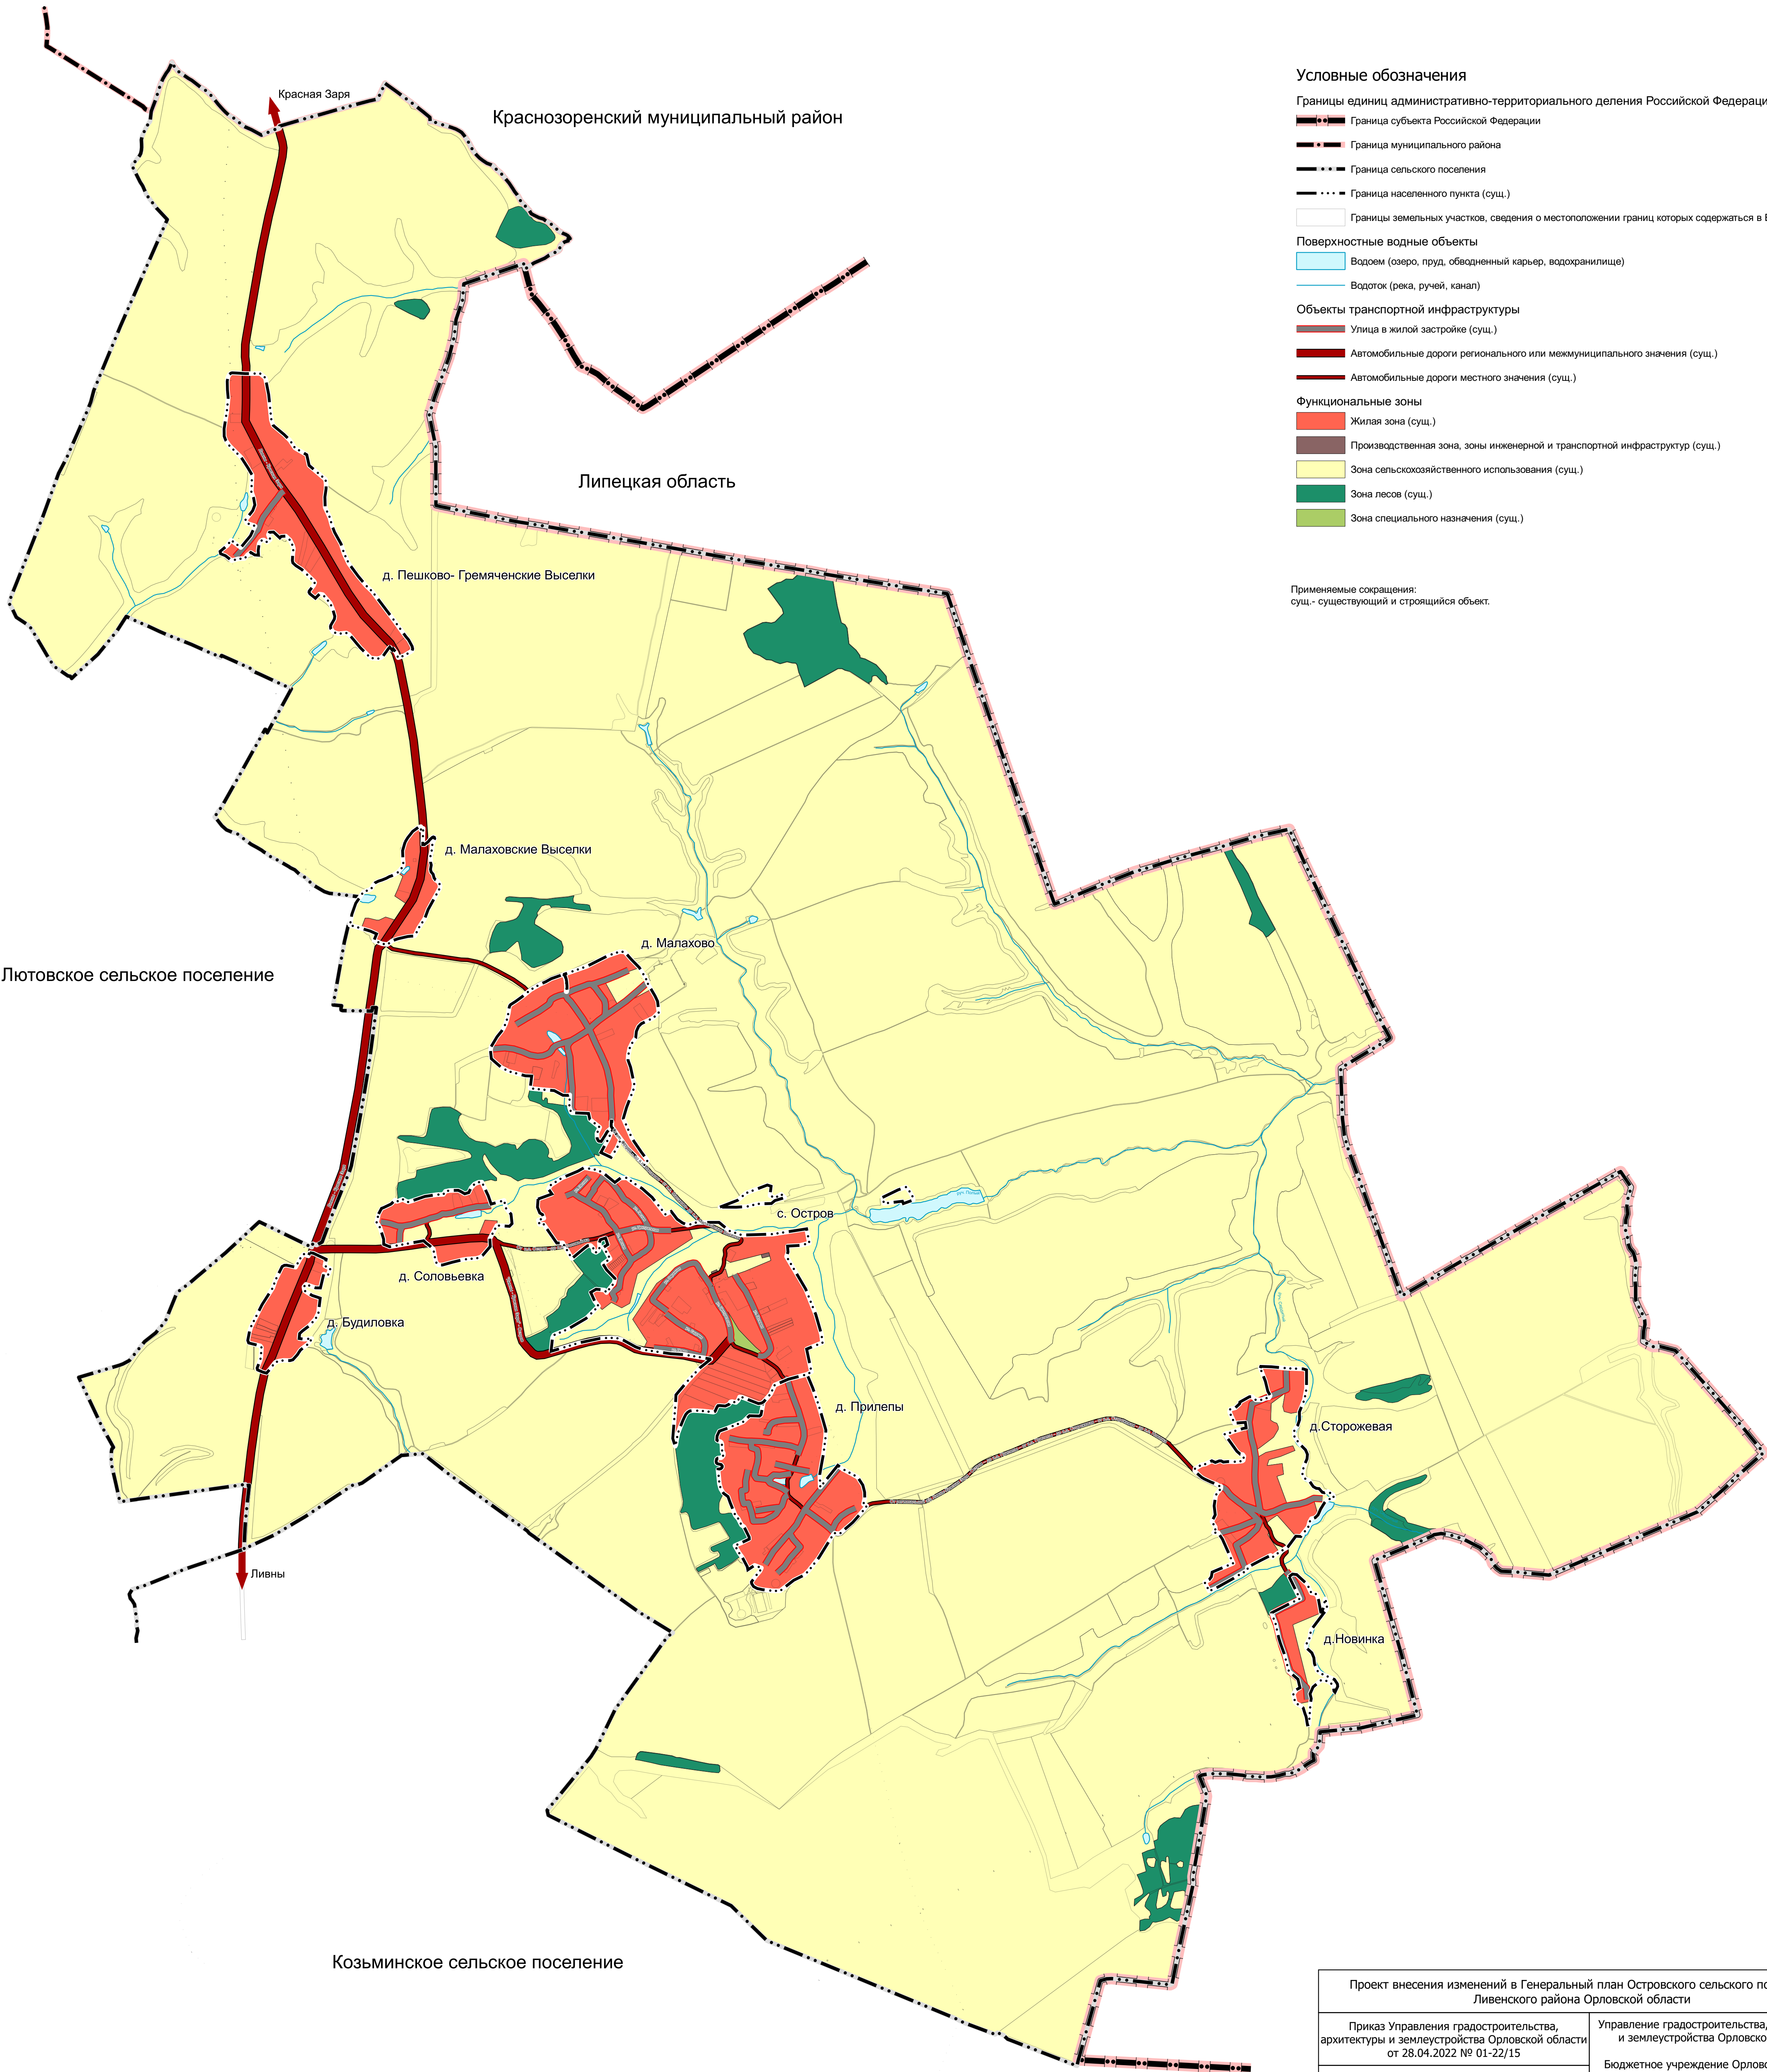 Красная Заря
Краснозоренский муниципальный район
Липецкая область
д. Пешково- Гремяченские Выселки
д. Малаховские Выселки
д. Малахово
Лютовское сельское поселение
с. Остров
д. Соловьевка
д. Будиловка
д. Прилепы
д.Сторожевая
Ливны
д.Новинка
Козьминское сельское поселение
Условные обозначения
Границы единиц административно-территориального деления Российской Федераци
Граница субъекта Российской Федерации
Граница муниципального района
Граница сельского поселения
Граница населенного пункта (сущ.)
Границы земельных участков, сведения о местоположении границ которых содержаться в
Поверхностные водные объекты
Водоем (озеро, пруд, обводненный карьер, водохранилище)
Водоток (река, ручей, канал)
Объекты транспортной инфраструктуры
Улица в жилой застройке (сущ.)
Автомобильные дороги регионального или межмуниципального значения (сущ.)
Автомобильные дороги местного значения (сущ.)
Функциональные зоны
Жилая зона (сущ.)
Производственная зона, зоны инженерной и транспортной инфраструктур (сущ.)
Зона сельскохозяйственного использования (сущ.)
Зона лесов (сущ.)
Зона специального назначения (сущ.)
Применяемые сокращения:
сущ.- существующий и строящийся объект.
Проект внесения изменений в Генеральный план Островского сельского по
Ливенского района Орловской области
Приказ Управления градостроительства,
архитектуры и землеустройства Орловской области
от 28.04.2022 № 01-22/15
Управление градостроительства,
и землеустройства Орловско
Бюджетное учреждение Орловс